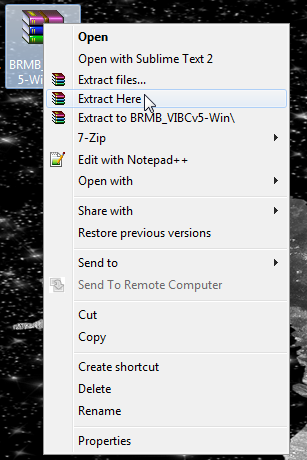 BRMB_
5-Wi
Open
Open with Sublime Text 2
Extract files...
Extract Here
Extract to BRMB_VIBCv5-Win\
7-Zip
Edit with Notepad++
Open with
Share with
Restore previous versions
Send to
Send To Remote Computer
Cut
Copy
Create shortcut
Delete
Rename
Properties